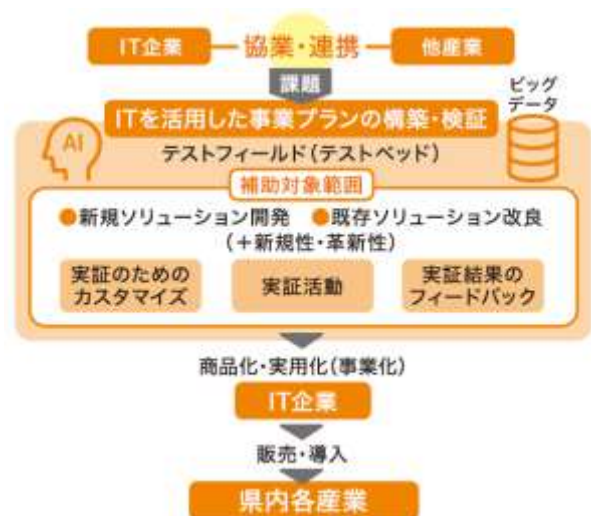 IT企業 協業・連携 他産業
課題
ビッグ
データ
ITを活用した事業プランの構築・検証
AI
テストフィールド(テストベッド)
補助対象範囲
●新規ソリューション開発 ●既存ソリューション改良
(+新規性・革新性)
実証のための
カスタマイズ
実証活動
実証結果の
フィードバック
商品化・実用化(事業化)
IT企業
販売・導入
県内各産業